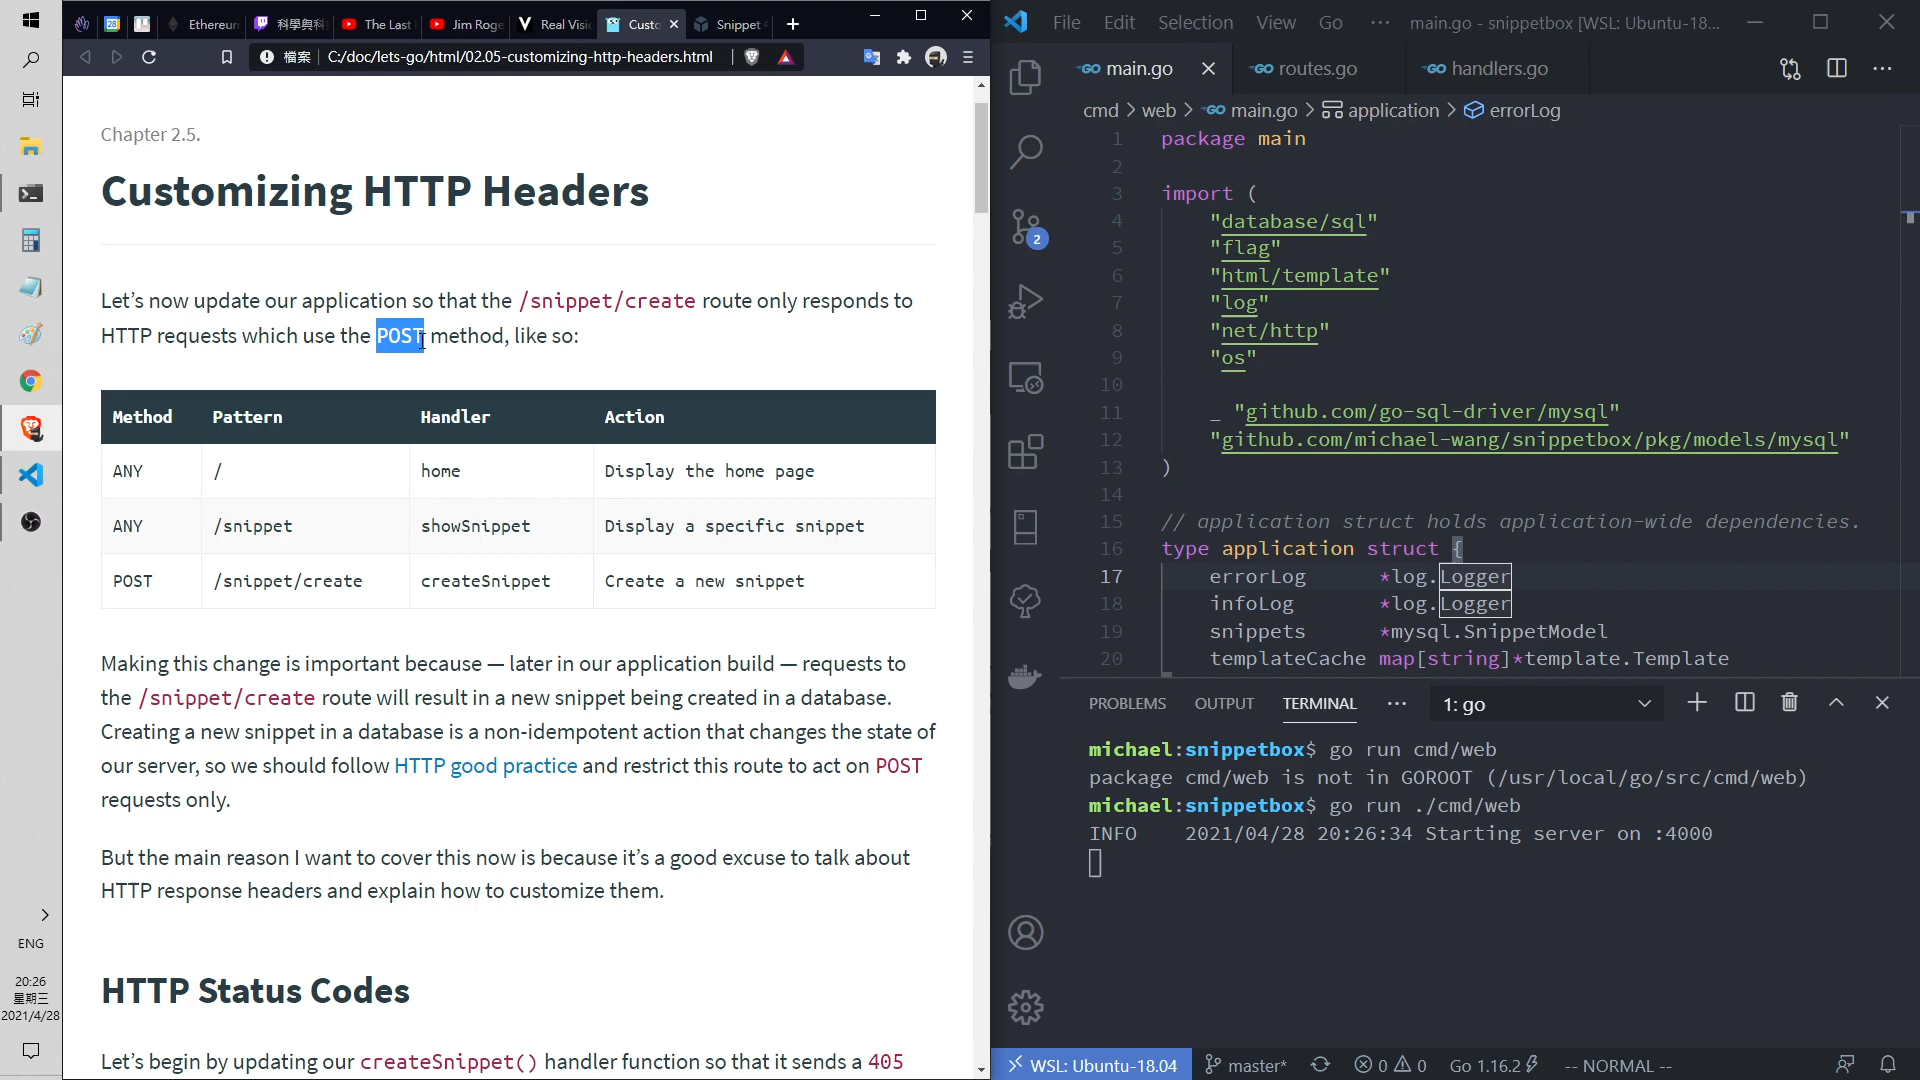 Ethereum
科學與科
The Last
Jim Roge
Real Visi
Custo
Snippet
檔案
C:/doc/lets-go/html/02.05-customizing-http-headers.html
Chapter 2.5.
Customizing HTTP Headers
Let’s now update our application so that the /snippet/create route only responds to
HTTP requests which use the POST method, like so:
Method Pattern Handler Action
ANY / home Display the home page
ANY /snippet showSnippet Display a specific snippet
POST /snippet/create createSnippet Create a new snippet
Making this change is important because — later in our application build — requests to
the /snippet/create route will result in a new snippet being created in a database.
Creating a new snippet in a database is a non-idempotent action that changes the state of
our server, so we should follow HTTP good practice and restrict this route to act on POST
requests only.
But the main reason I want to cover this now is because it’s a good excuse to talk about
HTTP response headers and explain how to customize them.
HTTP Status Codes
Let’s begin by updating our createSnippet() handler function so that it sends a 405
ENG
20:26
星期三
2021/4/28
File Edit Selection View Go ··· main.go - snippetbox [WSL: Ubuntu-18...
main.go
routes.go
handlers.go
cmd > web > main.go > application > errorLog
1 package main
2
3 import (
4 "database/sql"
5 "flag"
6 "html/template"
7 "log"
8 "net/http"
9 "os"
10
11 _ "github.com/go-sql-driver/mysql"
12 "github.com/michael-wang/snippetbox/pkg/models/mysql"
13 )
14
15 // application struct holds application-wide dependencies.
16 type application struct {
17 errorLog *log.Logger
18 infoLog *log.Logger
19 snippets *mysql.SnippetModel
20 templateCache map[string]*template.Template
2
PROBLEMS OUTPUT TERMINAL ··· 1: go
michael:snippetbox$ go run cmd/web
package cmd/web is not in GOROOT (/usr/local/go/src/cmd/web)
michael:snippetbox$ go run ./cmd/web
INFO 2021/04/28 20:26:34 Starting server on :4000
WSL: Ubuntu-18.04 master* 0 0 Go 1.16.2 -- NORMAL --